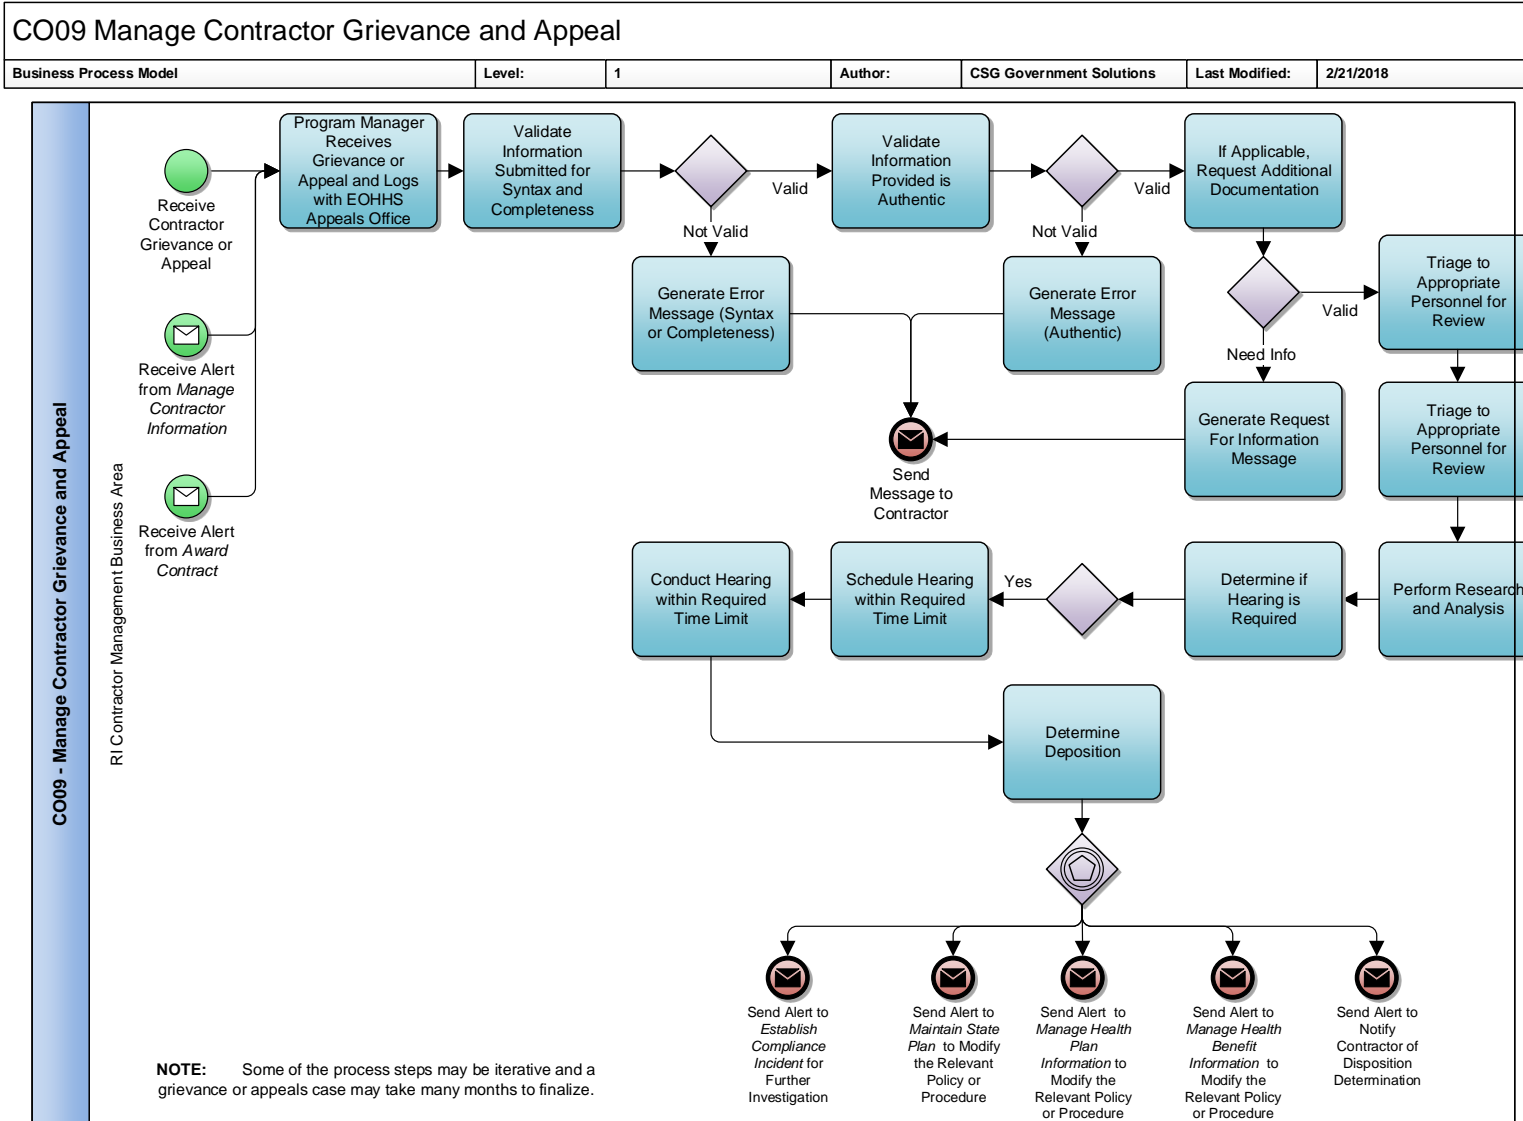 CO09 Manage Contractor Grievance and Appeal
Business Process Model
Level:
1
Author:
CSG Government Solutions
Last Modified:
2/21/2018
CO09 - Manage Contractor Grievance and Appeal
RI Contractor Management Business Area
Receive
Contractor
Grievance or
Appeal
Receive Alert
from Manage
Contractor
Information
Receive Alert
from Award
Contract
Program Manager
Receives
Grievance or
Appeal and Logs
with EOHHS
Appeals Office
Validate
Information
Submitted for
Syntax and
Completeness
Valid
Not Valid
Validate
Information
Provided is
Authentic
Valid
Not Valid
If Applicable,
Request Additional
Documentation
Generate Error
Message (Syntax
or Completeness)
Generate Error
Message
(Authentic)
Valid
Need Info
Triage to
Appropriate
Personnel for
Review
Generate Request
For Information
Message
Triage to
Appropriate
Personnel for
Review
Send
Message to
Contractor
Perform Research
and Analysis
Determine if
Hearing is
Required
Yes
Schedule Hearing
within Required
Time Limit
Conduct Hearing
within Required
Time Limit
Determine
Deposition
Send Alert to
Establish
Compliance
Incident for
Further
Investigation
Send Alert to
Maintain State
Plan to Modify
the Relevant
Policy or
Procedure
Send Alert to
Manage Health
Plan
Information to
Modify the
Relevant Policy
or Procedure
Send Alert to
Manage Health
Benefit
Information to
Modify the
Relevant Policy
or Procedure
Send Alert to
Notify
Contractor of
Disposition
Determination
NOTE: Some of the process steps may be iterative and a
grievance or appeals case may take many months to finalize.